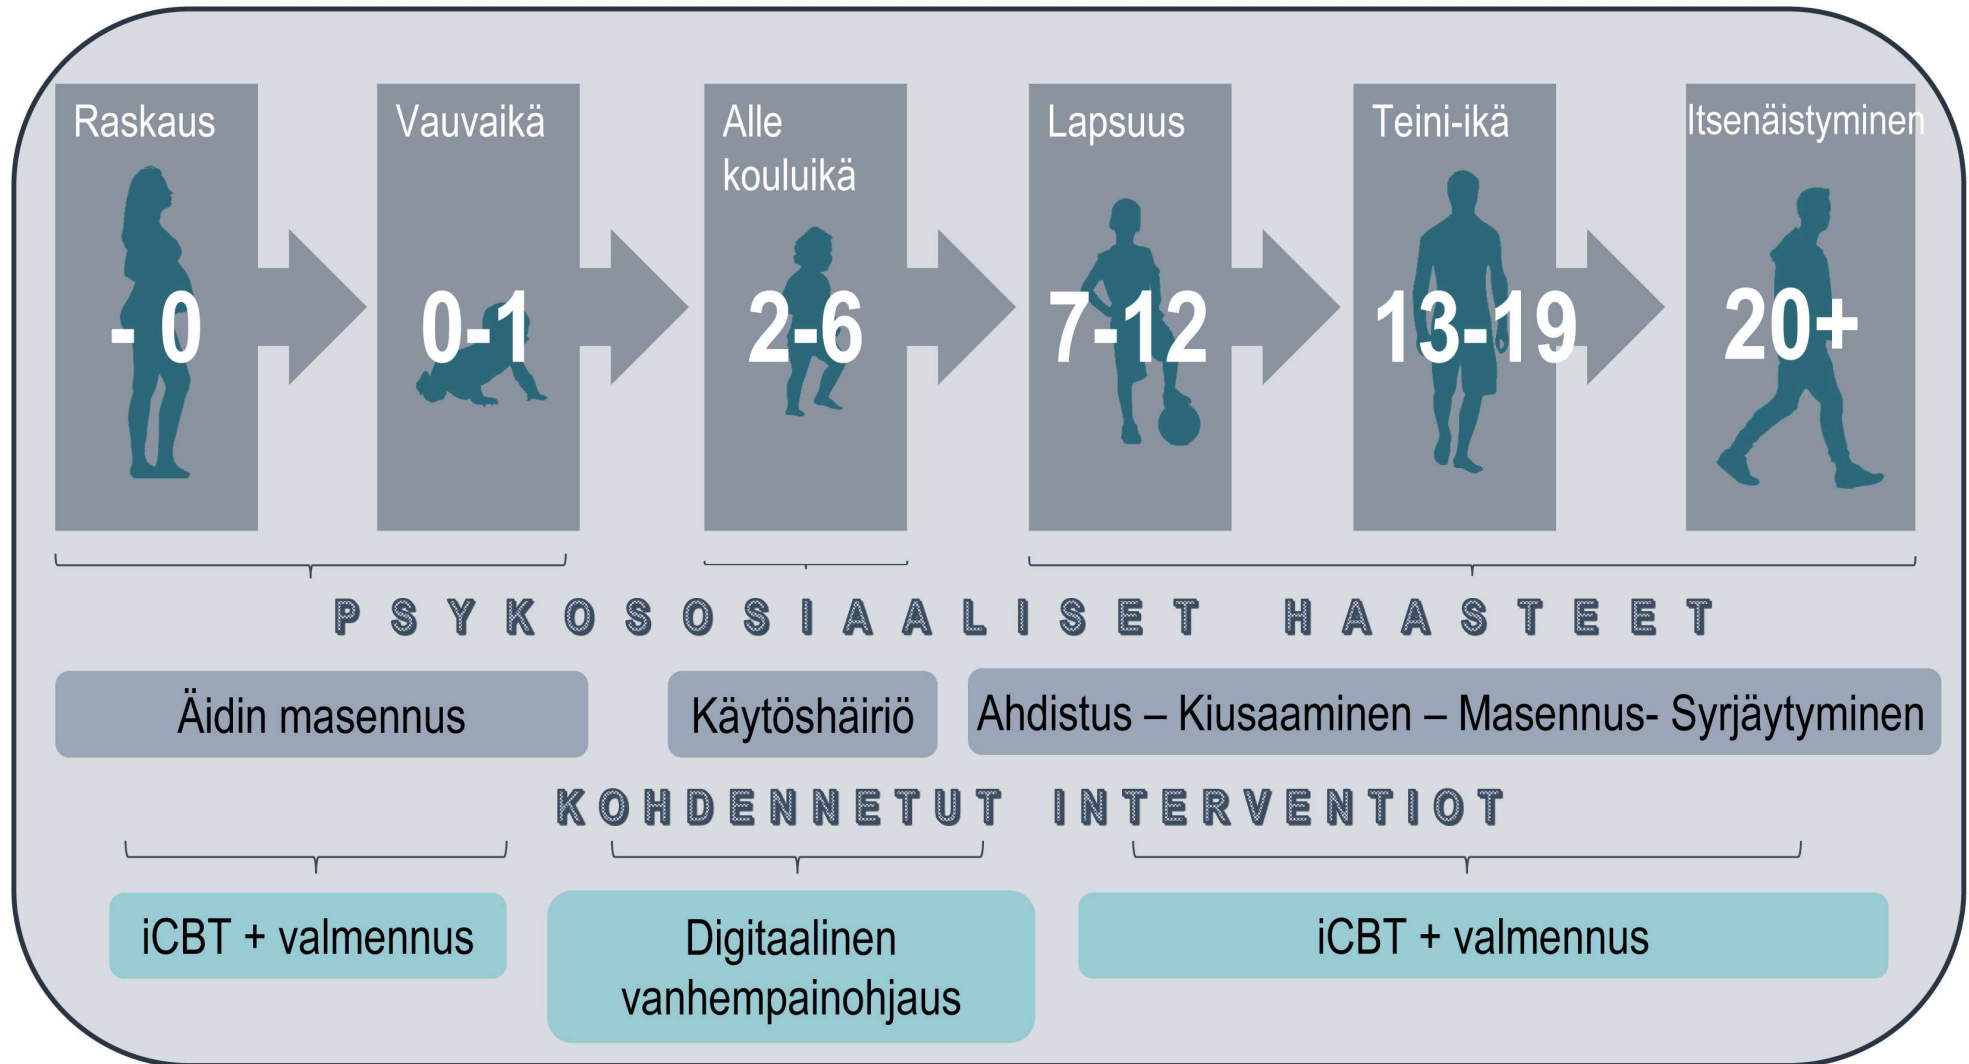 Raskaus
Vauvaikä
Alle
kouluikä
Lapsuus
Teini-ikä
Itsenäistyminen
- 0
0-1
2-6
7-12
13-19
20+
PSYKOSOSIAALISET HAASTEET
Äidin masennus
Käytöshäiriö
Ahdistus – Kiusaaminen – Masennus- Syrjäytyminen
KOHDENNETUT INTERVENTIOT
iCBT + valmennus
Digitaalinen
vanhempainohjaus
iCBT + valmennus